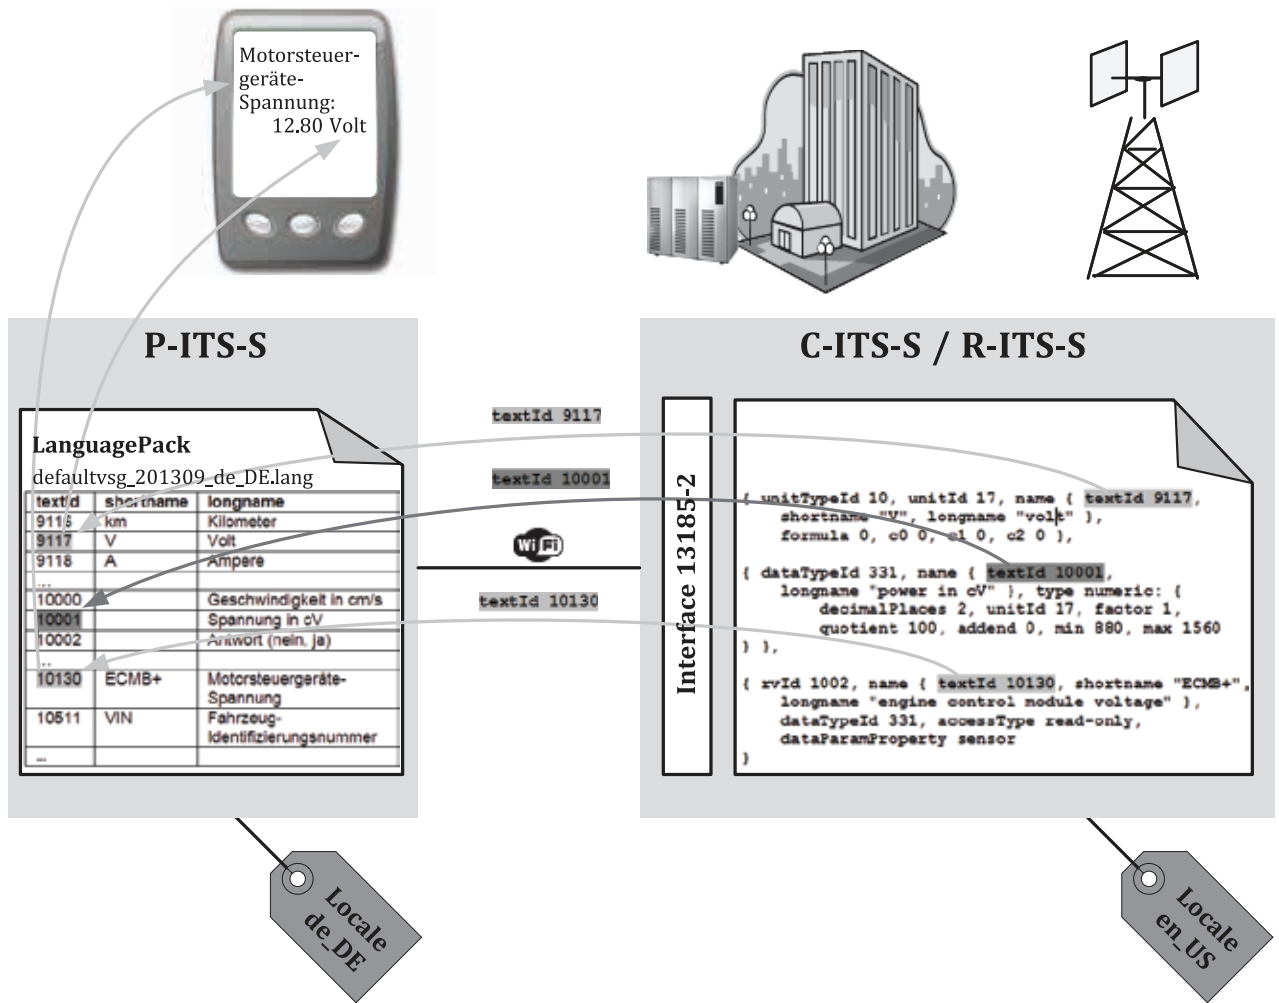 Motorsteuer-
geräte-
Spannung:
12.80 Volt
P-ITS-S
C-ITS-S / R-ITS-S
LanguagePack
defaultvsg_201309_de_DE.lang
textid shortname longname
9116 km Kilometer
9117 V Volt
9118 A Ampere
...
10000 Geschwindigkeit in cm/s
10001 Spannung in cV
10002 Antwort (nein, ja)
...
10130 ECMB+ Motorsteuergeräte-
Spannung
10511 VIN Fahrzeug-
Identifizierungsnummer
...
textId 9117
textId 10001
WiFi
textId 10130
Interface 13185-2
{ unitTypeId 10, unitId 17, name { textId 9117,
shortname "V", longname "volt" },
formula 0, c0 0, c1 0, c2 0 },
{ dataTypeId 331, name { textId 10001,
longname "power in cV" }, type numeric: {
decimalPlaces 2, unitId 17, factor 1,
quotient 100, addend 0, min 880, max 1560
} },
{ rvId 1002, name { textId 10130, shortname "ECMB+",
longname "engine control module voltage" },
dataTypeId 331, accessType read-only,
dataParamProperty sensor
}
Locale
de_DE
Locale
en_US